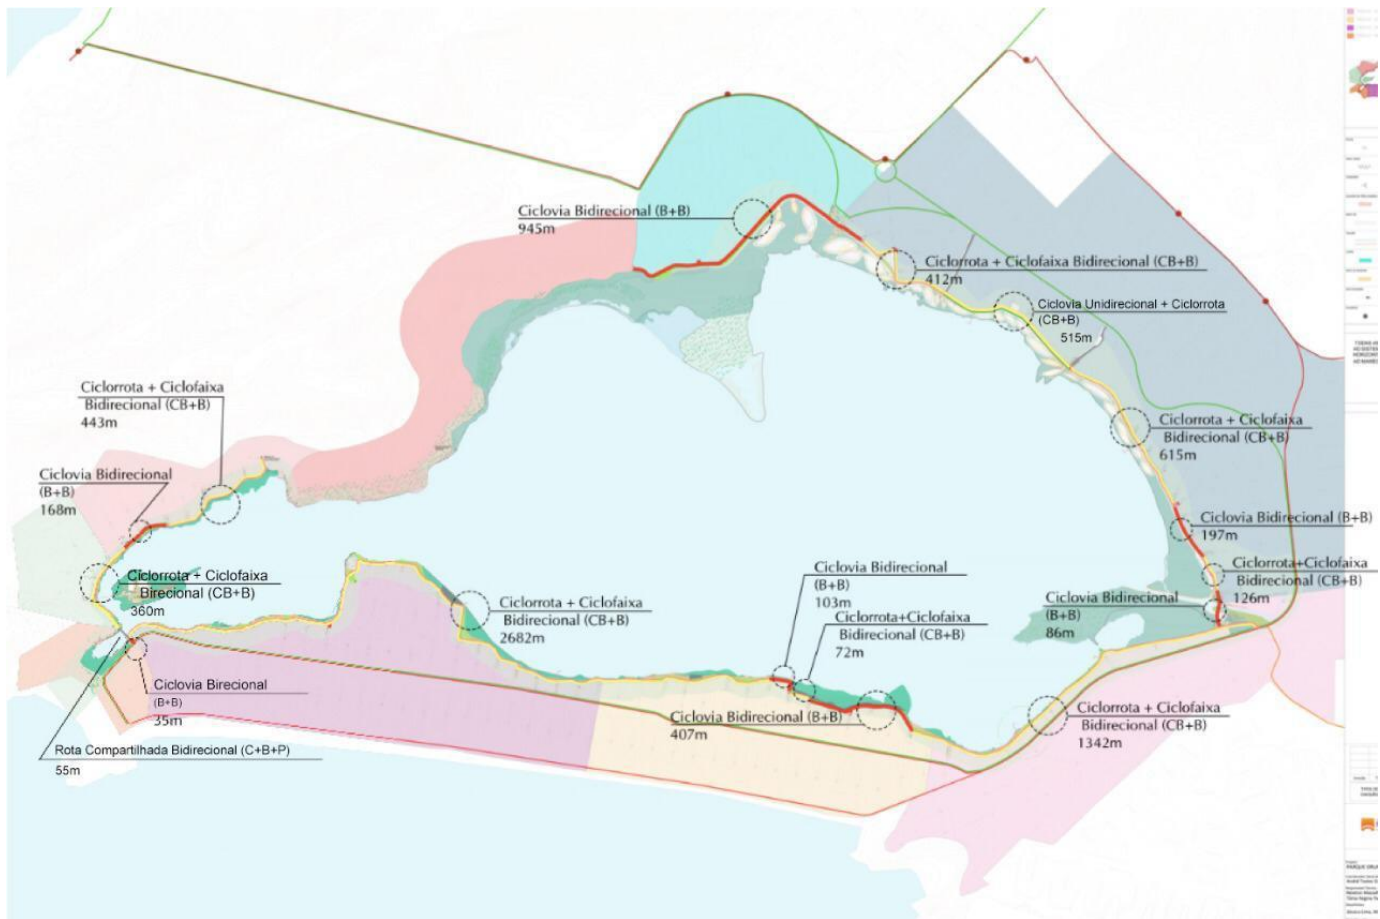 Ciclovia Bidirecional (B+B)
945m
Ciclorrota + Ciclofaixa Bidirecional (CB+B)
412m
Ciclovia Unidirecional + Ciclorrota
(CB+B)
515m
Ciclorrota + Ciclofaixa
Bidirecional (CB+B)
443m
Ciclorrota + Ciclofaixa
Bidirecional (CB+B)
615m
Ciclovia Bidirecional
(B+B)
168m
Ciclovia Bidirecional (B+B)
197m
Ciclorrota+Ciclofaixa
Bidirecional (CB+B)
126m
Ciclovia Bidirecional
(B+B)
103m
Ciclorrota + Ciclofaixa
Birecional (CB+B)
360m
Ciclorrota + Ciclofaixa
Bidirecional (CB+B)
2682m
Ciclovia Bidirecional
(B+B)
86m
Ciclorrota+Ciclofaixa
Bidirecional (CB+B)
72m
Ciclovia Birecional
(B+B)
35m
Ciclovia Bidirecional (B+B)
407m
Ciclorrota + Ciclofaixa
Bidirecional (CB+B)
1342m
Rota Compartilhada Bidirecional (C+B+P)
55m